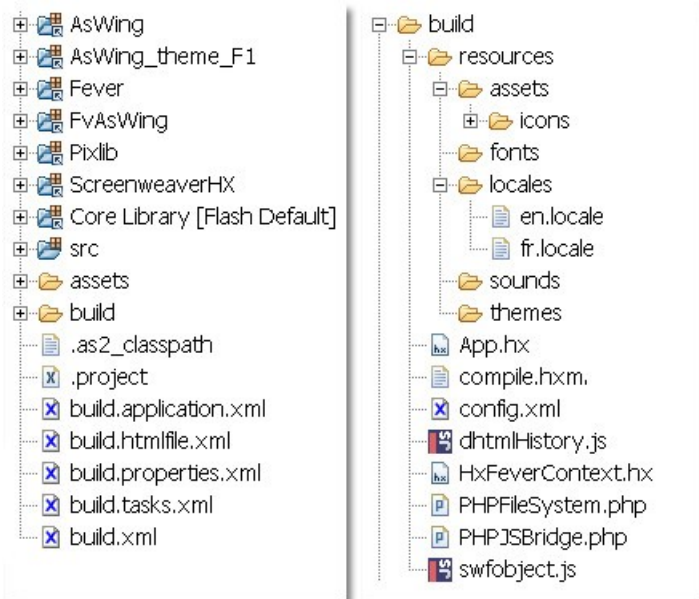 AsWing
AsWing_theme_F1
Fever
FvAsWing
Pixlib
ScreenweaverHX
Core Library [Flash Default]
src
assets
build
.as2_classpath
.project
build.application.xml
build.htmlfile.xml
build.properties.xml
build.tasks.xml
build.xml
build
resources
assets
icons
fonts
locales
en.locale
fr.locale
sounds
themes
App.hx
compile.hxm.
config.xml
dhtmlHistory.js
HxFeverContext.hx
PHPFileSystem.php
PHPJSBridge.php
swfobject.js